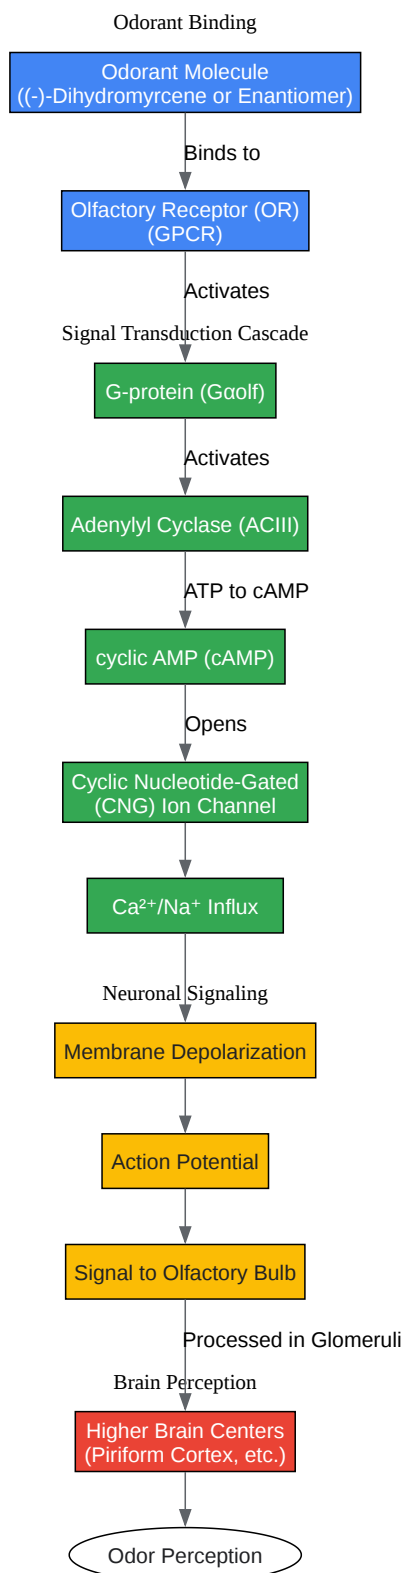 Odorant Binding
Odorant Molecule
((-)-Dihydromyrcene or Enantiomer)
Binds to
Olfactory Receptor (OR)
(GPCR)
Activates
Signal Transduction Cascade
G-protein (Gαolf)
Activates
Adenylyl Cyclase (ACIII)
ATP to cAMP
cyclic AMP (cAMP)
Opens
Cyclic Nucleotide-Gated
(CNG) Ion Channel
Ca²⁺/Na⁺ Influx
Neuronal Signaling
Membrane Depolarization
Action Potential
Signal to Olfactory Bulb
Processed in Glomeruli
Brain Perception
Higher Brain Centers
(Piriform Cortex, etc.)
Odor Perception